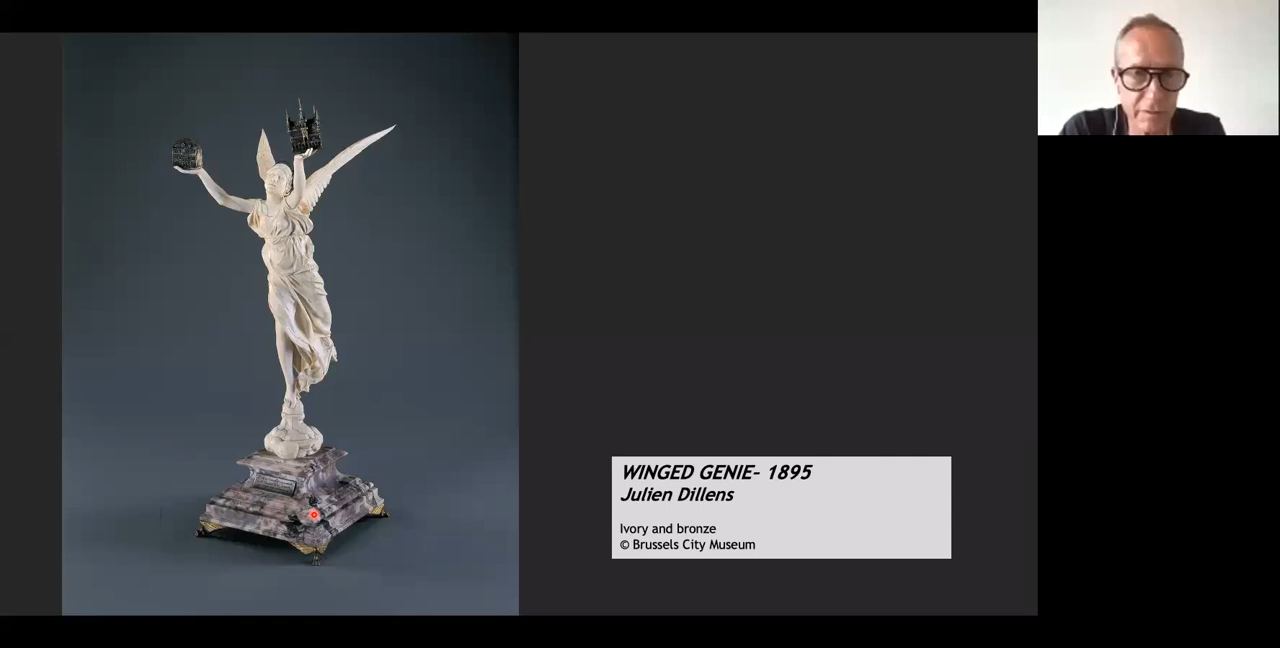 WINGED GENIE- 1895
Julien Dillens
Ivory and bronze
© Brussels City Museum